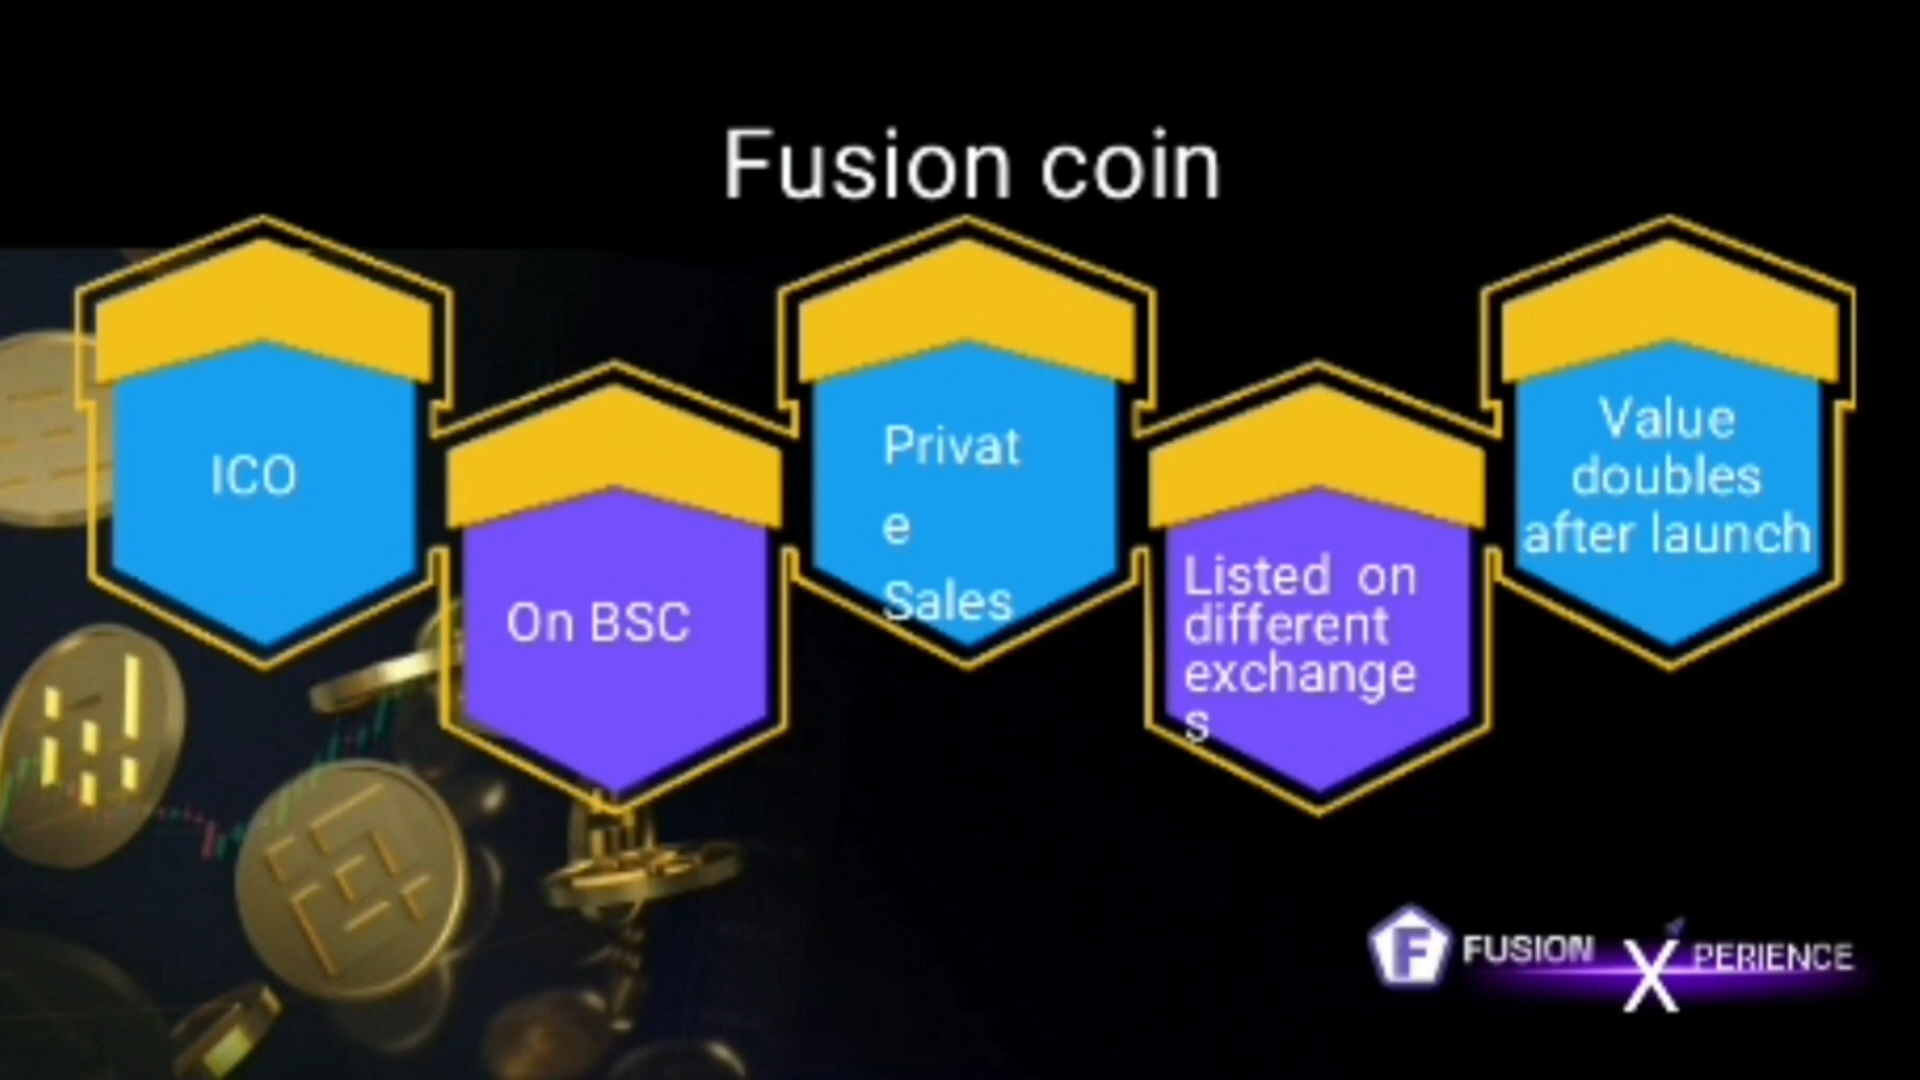 Fusion coin
ICO
On BSC
Privat
e
Sales
Listed on
different
exchange
s
Value
doubles
after launch
F FUSION X PERIENCE